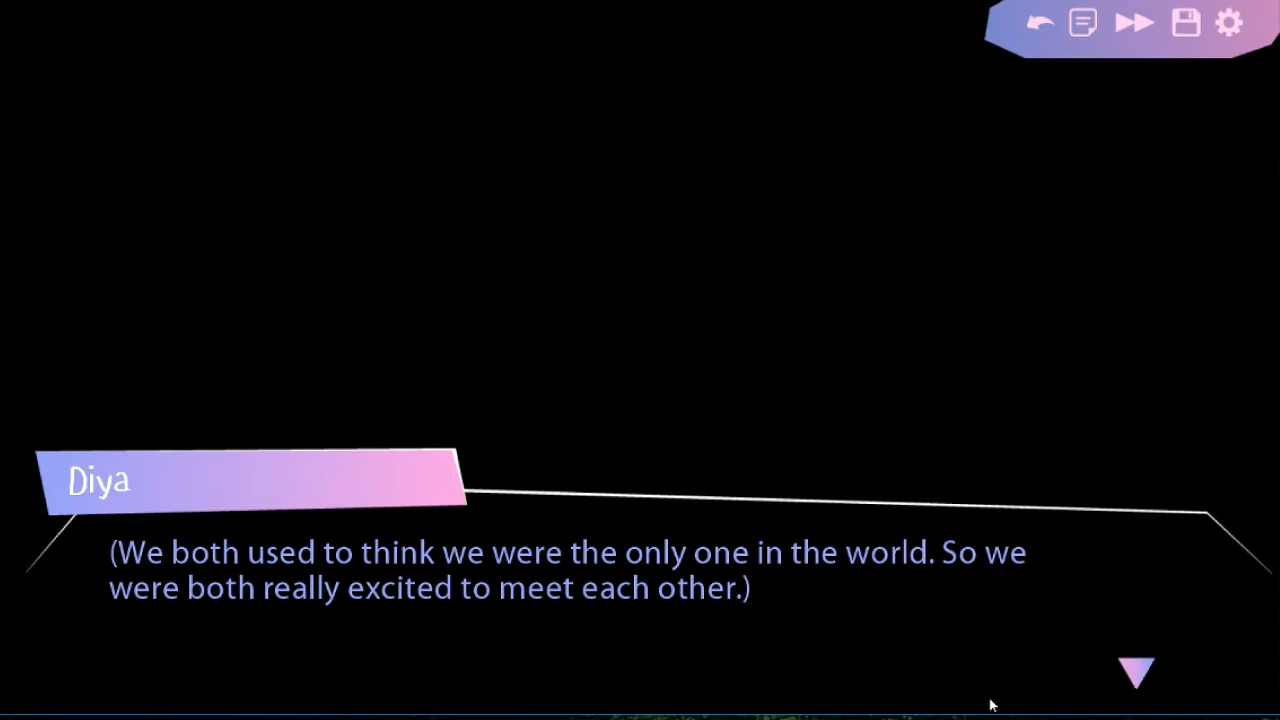 Diya
(We both used to think we were the only one in the world. So we
were both really excited to meet each other.)